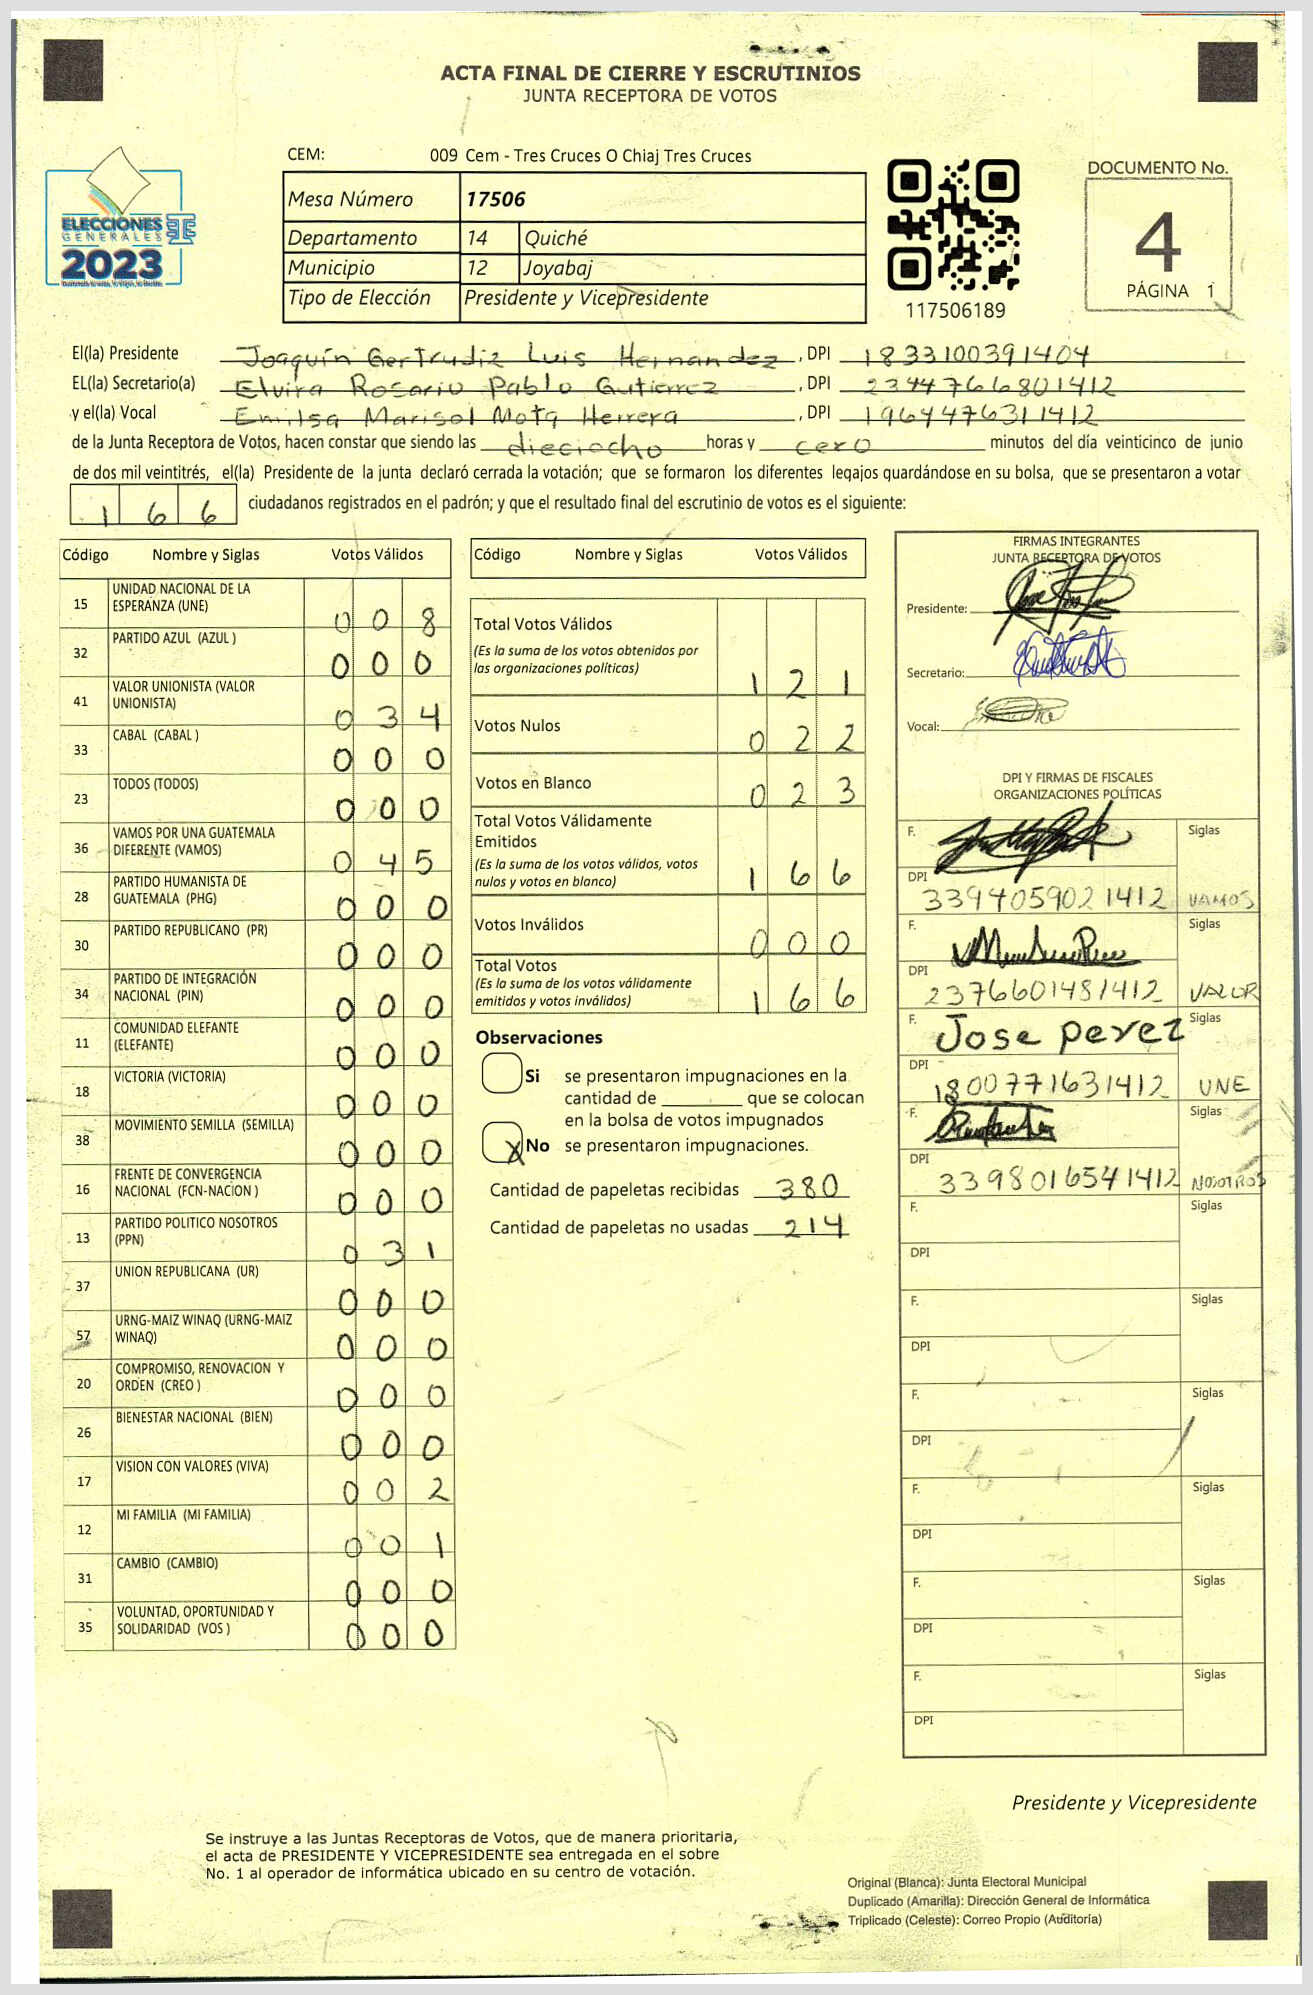 ACTA FINAL DE CIERRE Y ESCRUTINIOS
JUNTA RECEPTORA DE VOTOS
CEM: 009 Cem - Tres Cruces O Chiaj Tres Cruces
ELECCIONES
GENERALES
2023
Mesa Número 17506
Departamento 14 Quiché
Municipio 12 Joyabaj
Tipo de Elección Presidente y Vicepresidente
117506189
DOCUMENTO No.
4
PÁGINA 1
El(la) Presidente Joaquín Gertrudiz Luis Hernandez, DPI 1833100391404
EL(la) Secretario(a) Elvira Rosario Pablo Gutierrez, DPI 2344766801412
y el(la) Vocal Emilsa Marisol Mota Herrera, DPI 1964476311412
de la Junta Receptora de Votos, hacen constar que siendo las dieciocho horas y cero minutos del día veinticinco de junio
de dos mil veintitrés, el(la) Presidente de la junta declaró cerrada la votación; que se formaron los diferentes legajos guardándose en su bolsa, que se presentaron a votar
166 ciudadanos registrados en el padrón; y que el resultado final del escrutinio de votos es el siguiente:
Código Nombre y Siglas Votos Válidos
15 UNIDAD NACIONAL DE LA
ESPERANZA (UNE) 0 0 8
32 PARTIDO AZUL (AZUL ) 0 0 0
41 VALOR UNIONISTA (VALOR
UNIONISTA) 0 3 4
33 CABAL (CABAL ) 0 0 0
23 TODOS (TODOS) 0 0 0
36 VAMOS POR UNA GUATEMALA
DIFERENTE (VAMOS) 0 4 5
28 PARTIDO HUMANISTA DE
GUATEMALA (PHG) 0 0 0
30 PARTIDO REPUBLICANO (PR) 0 0 0
34 PARTIDO DE INTEGRACIÓN
NACIONAL (PIN) 0 0 0
11 COMUNIDAD ELEFANTE
(ELEFANTE) 0 0 0
18 VICTORIA (VICTORIA) 0 0 0
38 MOVIMIENTO SEMILLA (SEMILLA) 0 0 0
16 FRENTE DE CONVERGENCIA
NACIONAL (FCN-NACION ) 0 0 0
13 PARTIDO POLITICO NOSOTROS
(PPN) 0 3 1
37 UNION REPUBLICANA (UR) 0 0 0
57 URNG-MAIZ WINAQ (URNG-MAIZ
WINAQ) 0 0 0
20 COMPROMISO, RENOVACION Y
ORDEN (CREO ) 0 0 0
26 BIENESTAR NACIONAL (BIEN) 0 0 0
17 VISION CON VALORES (VIVA) 0 0 2
12 MI FAMILIA (MI FAMILIA) 0 0 1
31 CAMBIO (CAMBIO) 0 0 0
35 VOLUNTAD, OPORTUNIDAD Y
SOLIDARIDAD (VOS ) 0 0 0
Código Nombre y Siglas Votos Válidos
Total Votos Válidos
(Es la suma de los votos obtenidos por
las organizaciones políticas) 1 2 1
Votos Nulos 0 2 2
Votos en Blanco 0 2 3
Total Votos Válidamente
Emitidos
(Es la suma de los votos válidos, votos
nulos y votos en blanco) 1 6 6
Votos Inválidos 0 0 0
Total Votos
(Es la suma de los votos válidamente
emitidos y votos inválidos) 1 6 6
Observaciones
Si se presentaron impugnaciones en la
cantidad de ________ que se colocan
en la bolsa de votos impugnados
X No se presentaron impugnaciones.
Cantidad de papeletas recibidas 380
Cantidad de papeletas no usadas 214
FIRMAS INTEGRANTES
JUNTA RECEPTORA DE VOTOS
Presidente:
Secretario:
Vocal:
DPI Y FIRMAS DE FISCALES
ORGANIZACIONES POLÍTICAS
F. Siglas
DPI
3394059021412 VAMOS
F. Siglas
DPI
2376601481412 VALOR
F. Jose perez Siglas
DPI
1800771631412 UNE
F. Siglas
DPI
3398016541412 NOSOTROS
F. Siglas
DPI
F. Siglas
DPI
F. Siglas
DPI
F. Siglas
DPI
F. Siglas
DPI
F. Siglas
DPI
Presidente y Vicepresidente
Se instruye a las Juntas Receptoras de Votos, que de manera prioritaria,
el acta de PRESIDENTE Y VICEPRESIDENTE sea entregada en el sobre
No. 1 al operador de informática ubicado en su centro de votación.
Original (Blanca): Junta Electoral Municipal
Duplicado (Amarilla): Dirección General de Informática
Triplicado (Celeste): Correo Propio (Auditoría)